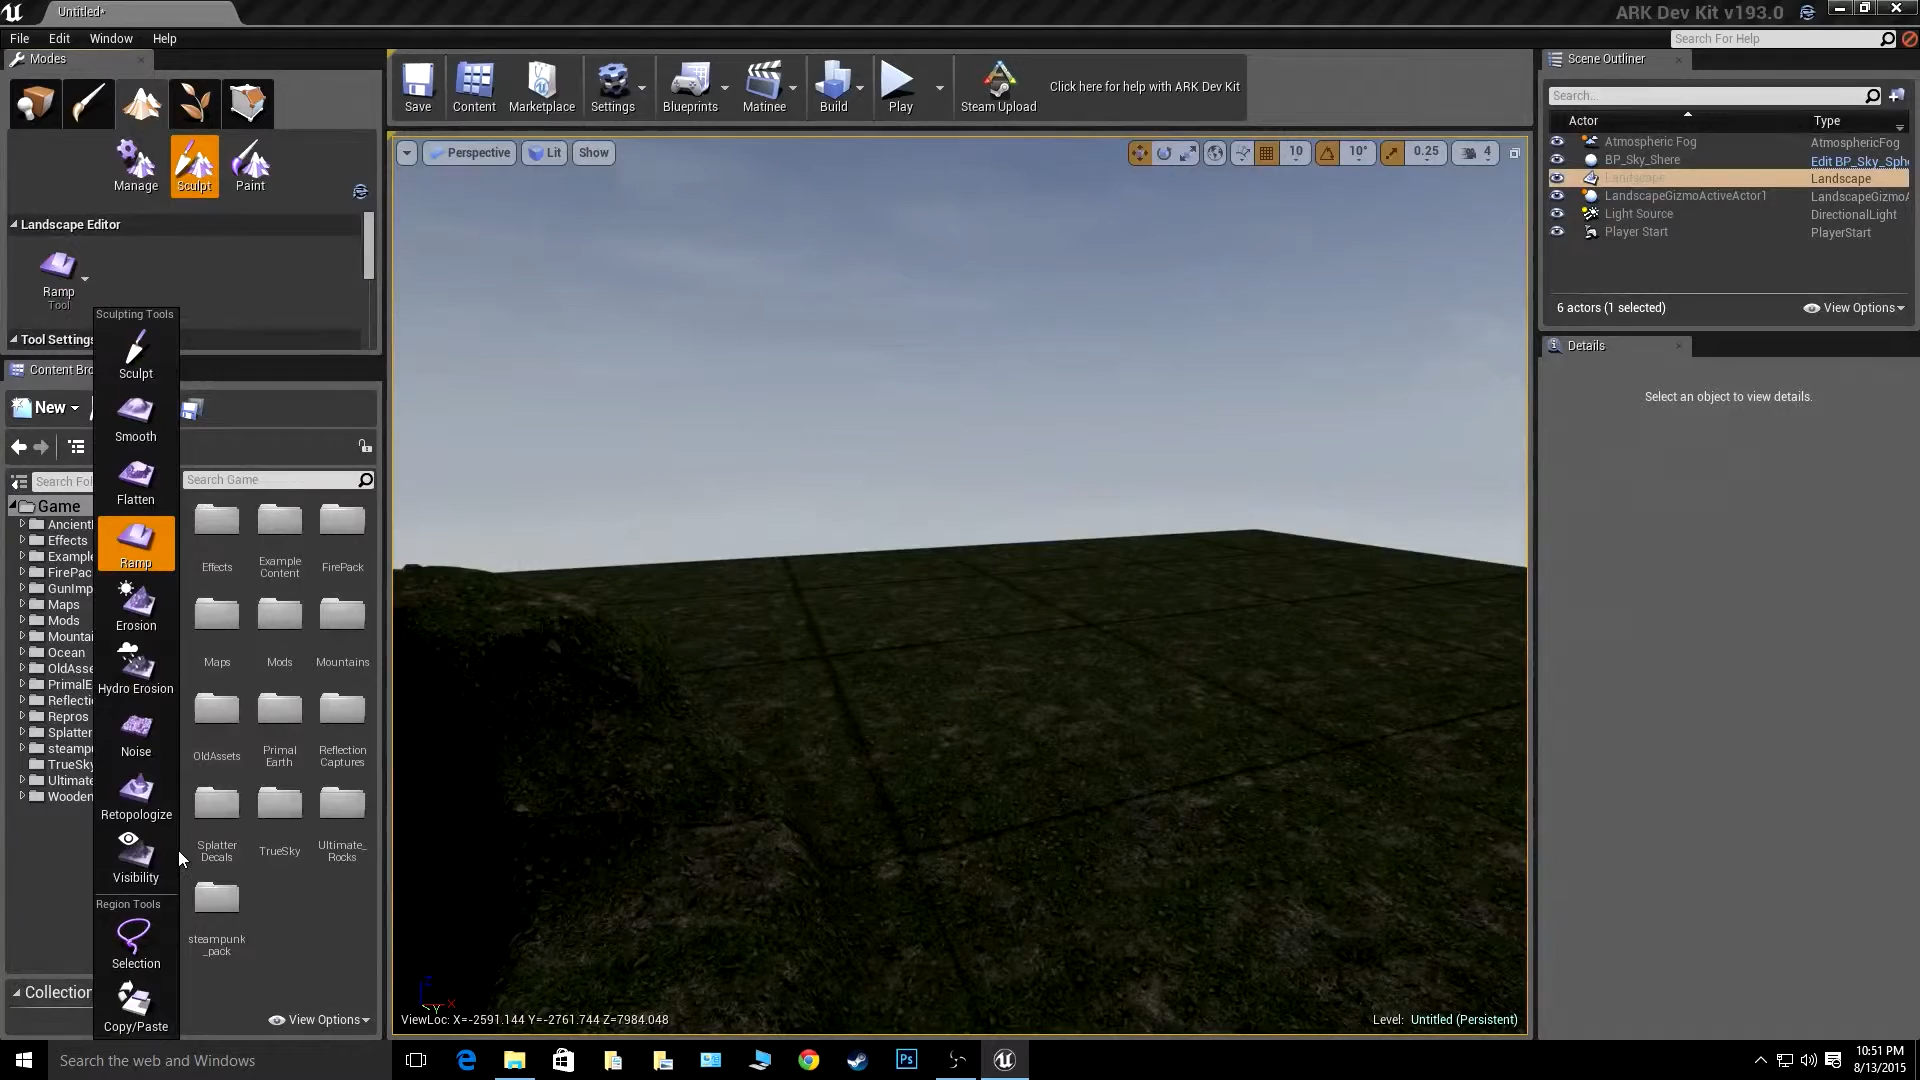 Untitled*
ARK Dev Kit v193.0
File Edit Window Help
Search For Help
Modes
Manage Sculpt Paint
Landscape Editor
Ramp
Tool
Tool Settings
Sculpting Tools
Sculpt
Smooth
Flatten
Ramp
Erosion
Hydro Erosion
Noise
Retopologize
Visibility
Region Tools
Selection
Copy/Paste
Content Bro
New
Search Fol
Search Game
Game
Ancient
Effects
Example
FirePac
GunImp
Maps
Mods
Mountai
Ocean
OldAsse
PrimalE
Reflecti
Repros
Splatter
steampu
TrueSky
Ultimate
Wooden
Effects
Example
Content
FirePack
Maps
Mods
Mountains
OldAssets
Primal
Earth
Reflection
Captures
Splatter
Decals
TrueSky
Ultimate_
Rocks
steampunk
_pack
Collection
View Options
Save Content Marketplace Settings Blueprints Matinee Build Play Steam Upload
Click here for help with ARK Dev Kit
Perspective Lit Show
10 10° 0.25 4
X
Y
Z
ViewLoc: X=-2591.144 Y=-2761.744 Z=7984.048
Level: Untitled (Persistent)
Scene Outliner
Search...
Actor Type
Atmospheric Fog AtmosphericFog
BP_Sky_Shere Edit BP_Sky_Sph
Landscape Landscape
LandscapeGizmoActiveActor1 LandscapeGizmoA
Light Source DirectionalLight
Player Start PlayerStart
6 actors (1 selected)
View Options
Details
Select an object to view details.
Search the web and Windows
Ps
10:51 PM
8/13/2015